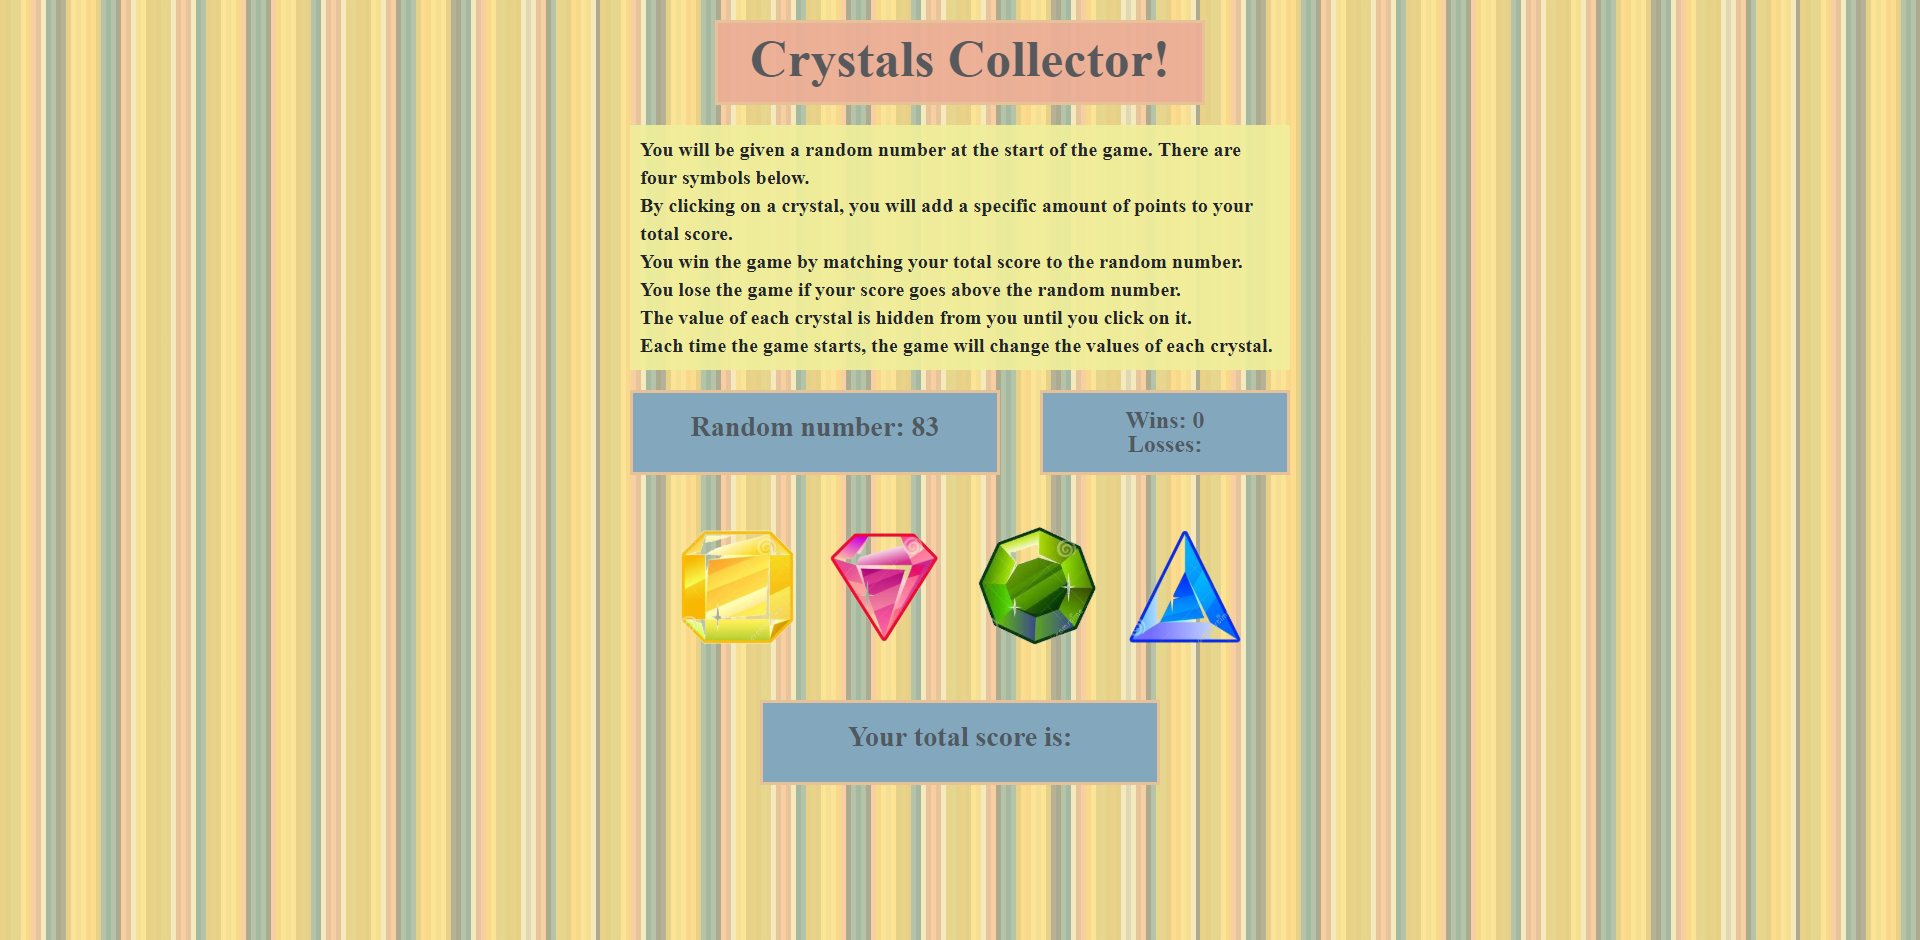 Crystals Collector!
You will be given a random number at the start of the game. There are
four symbols below.
By clicking on a crystal, you will add a specific amount of points to your
total score.
You win the game by matching your total score to the random number.
You lose the game if your score goes above the random number.
The value of each crystal is hidden from you until you click on it.
Each time the game starts, the game will change the values of each crystal.
Random number: 83
Wins: 0
Losses:
Your total score is: